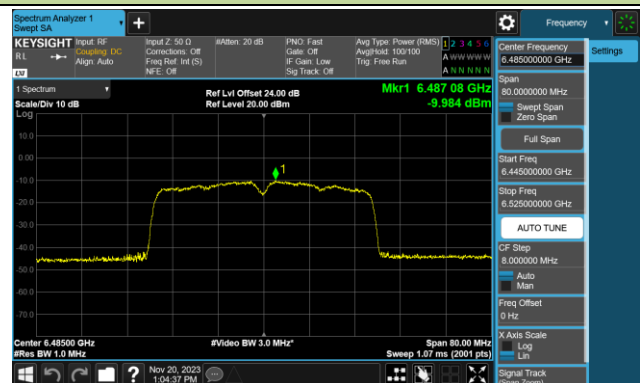 Spectrum Analyzer 1
Swept SA
Frequency
KEYSIGHT
Input: RF
Coupling: DC
Align: Auto
Input Z: 50 Ω
Corrections: Off
Freq Ref: Int (S)
NFE: Off
#Atten: 20 dB
PNO: Fast
Gate: Off
IF Gain: Low
Sig Track: Off
Avg Type: Power (RMS)
Avg|Hold: 100/100
Trig: Free Run
1 2 3 4 5 6
A W W W W W
A N N N N N
RL
LXI
1 Spectrum
Scale/Div 10 dB
Log
Ref Lvl Offset 24.00 dB
Ref Level 20.00 dBm
Mkr1 6.487 08 GHz
-9.984 dBm
10.0
0.00
-10.0
-20.0
-30.0
-40.0
-50.0
-60.0
-70.0
1
Center 6.48500 GHz
#Res BW 1.0 MHz
#Video BW 3.0 MHz*
Span 80.00 MHz
Sweep 1.07 ms (2001 pts)
Nov 20, 2023
1:04:37 PM
Center Frequency
6.485000000 GHz
Settings
Span
80.0000000 MHz
Swept Span
Zero Span
Full Span
Start Freq
6.445000000 GHz
Stop Freq
6.525000000 GHz
AUTO TUNE
CF Step
8.000000 MHz
Auto
Man
Freq Offset
0 Hz
X Axis Scale
Log
Lin
Signal Track
(Span Zoom)